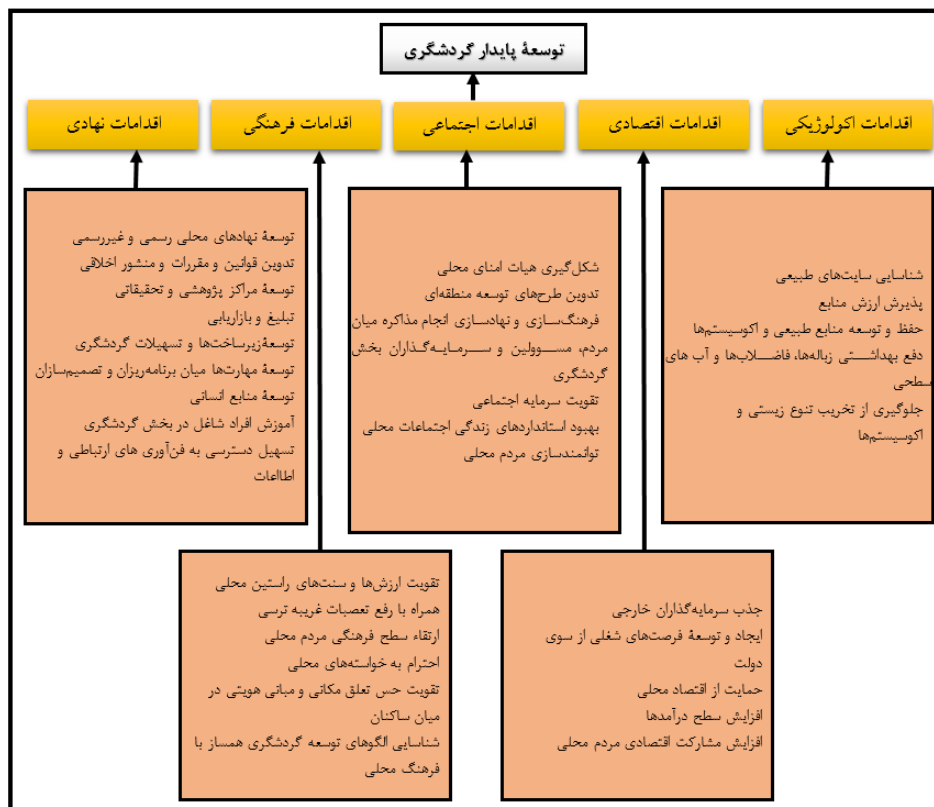 توسعۀ پایدار گردشگری
اقدامات اکولوژیکی
اقدامات اقتصادی
اقدامات اجتماعی
اقدامات فرهنگی
اقدامات نهادی
شناسایی سایت‌های طبیعی
پذیرش ارزش منابع
حفظ و توسعه منابع طبیعی و اکوسیستم‌ها
دفع بهداشتی زباله‌ها، فاضلاب‌ها و آب های
سطحی
جلوگیری از تخریب تنوع زیستی و
اکوسیستم‌ها
جذب سرمایه‌گذاران خارجی
ایجاد و توسعۀ فرصت‌های شغلی از سوی
دولت
حمایت از اقتصاد محلی
افزایش سطح درآمدها
افزایش مشارکت اقتصادی مردم محلی
شکل‌گیری هیات امنای محلی
تدوین طرح‌های توسعه منطقه‌ای
فرهنگ‌سازی و نهادسازی انجام مذاکره میان
مردم، مسوولین و سرمایه‌گذاران بخش
گردشگری
تقویت سرمایه اجتماعی
بهبود استانداردهای زندگی اجتماعات محلی
توانمندسازی مردم محلی
تقویت ارزش‌ها و سنت‌های راستین محلی
همراه با رفع تعصبات غریبه ترسی
ارتقاء سطح فرهنگی مردم محلی
احترام به خواسته‌های محلی
تقویت حس تعلق مکانی و مبانی هویتی در
میان ساکنان
شناسایی الگوهای توسعه گردشگری همساز با
فرهنگ محلی
توسعۀ نهادهای محلی رسمی و غیررسمی
تدوین قوانین و مقررات و منشور اخلاقی
توسعۀ مراکز پژوهشی و تحقیقاتی
تبلیغ و بازاریابی
توسعۀزیرساخت‌ها و تسهیلات گردشگری
توسعۀ مهارت‌ها میان برنامه‌ریزان و تصمیم‌سازان
توسعۀ منابع انسانی
آموزش افراد شاغل در بخش گردشگری
تسهیل دسترسی به فن‌آوری های ارتباطی و
اطااعات